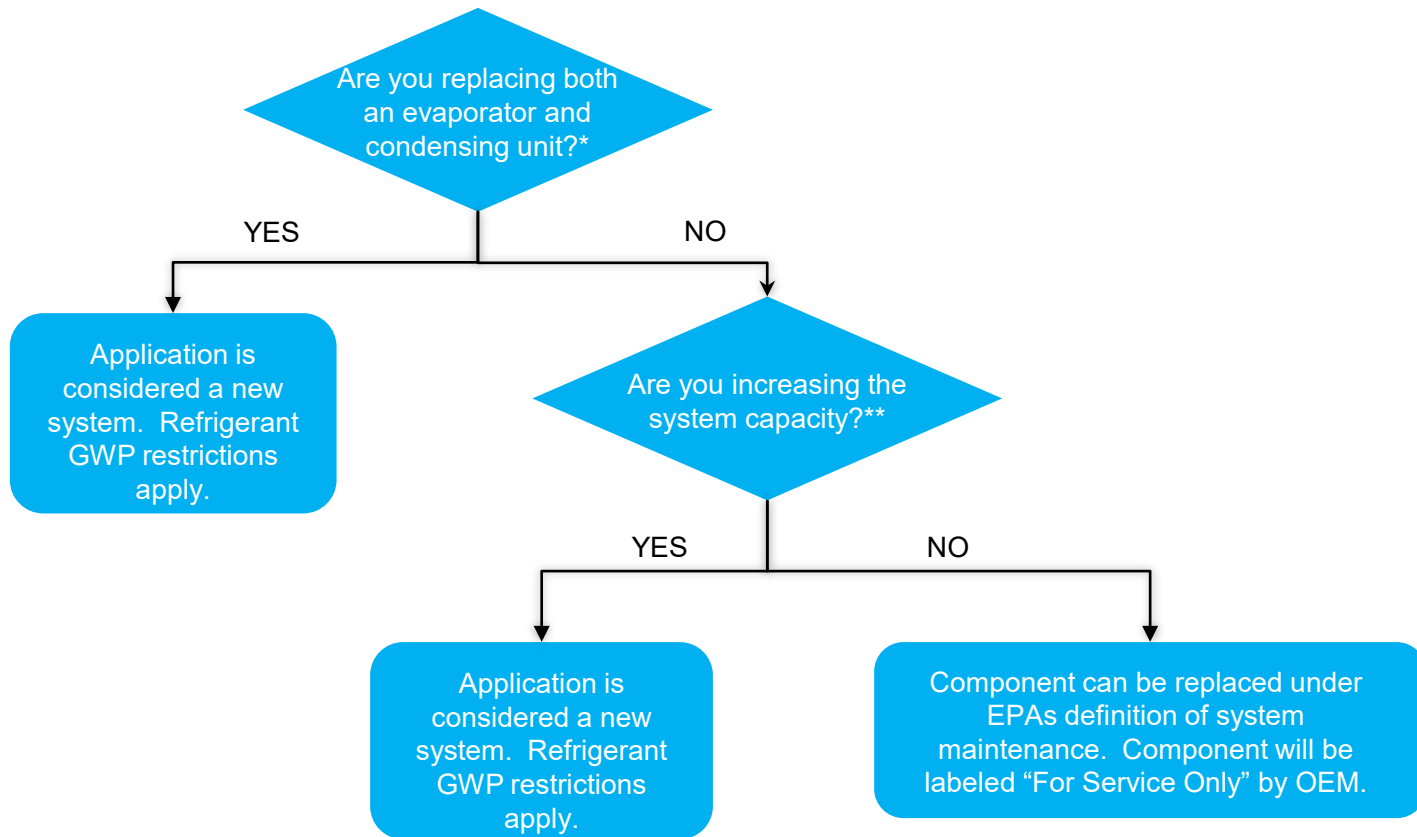 Are you replacing both
an evaporator and
condensing unit?*
YES
NO
Application is
considered a new
system.  Refrigerant
GWP restrictions
apply.
Are you increasing the
system capacity?**
YES
NO
Application is
considered a new
system.  Refrigerant
GWP restrictions
apply.
Component can be replaced under
EPAs definition of system
maintenance.  Component will be
labeled “For Service Only” by OEM.